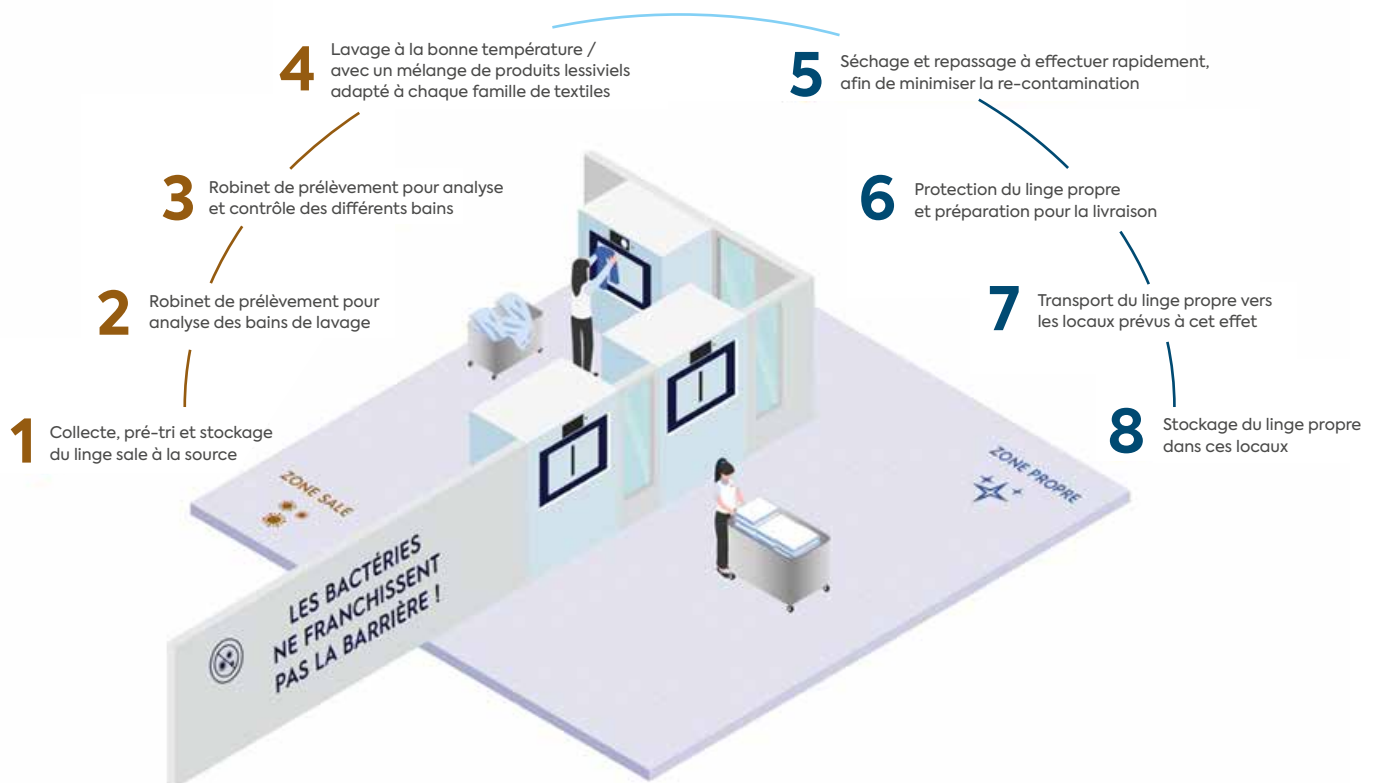 4
Lavage à la bonne température /
avec un mélange de produits lessiviels
adapté à chaque famille de textiles
5
Séchage et repassage à effectuer rapidement,
afin de minimiser la re-contamination
3
Robinet de prélèvement pour analyse
et contrôle des différents bains
6
Protection du linge propre
et préparation pour la livraison
2
Robinet de prélèvement pour
analyse des bains de lavage
7
Transport du linge propre vers
les locaux prévus à cet effet
1
Collecte, pré-tri et stockage
du linge sale à la source
8
Stockage du linge propre
dans ces locaux
ZONE SALE
ZONE PROPRE
LES BACTÉRIES
NE FRANCHISSENT
PAS LA BARRIÈRE !